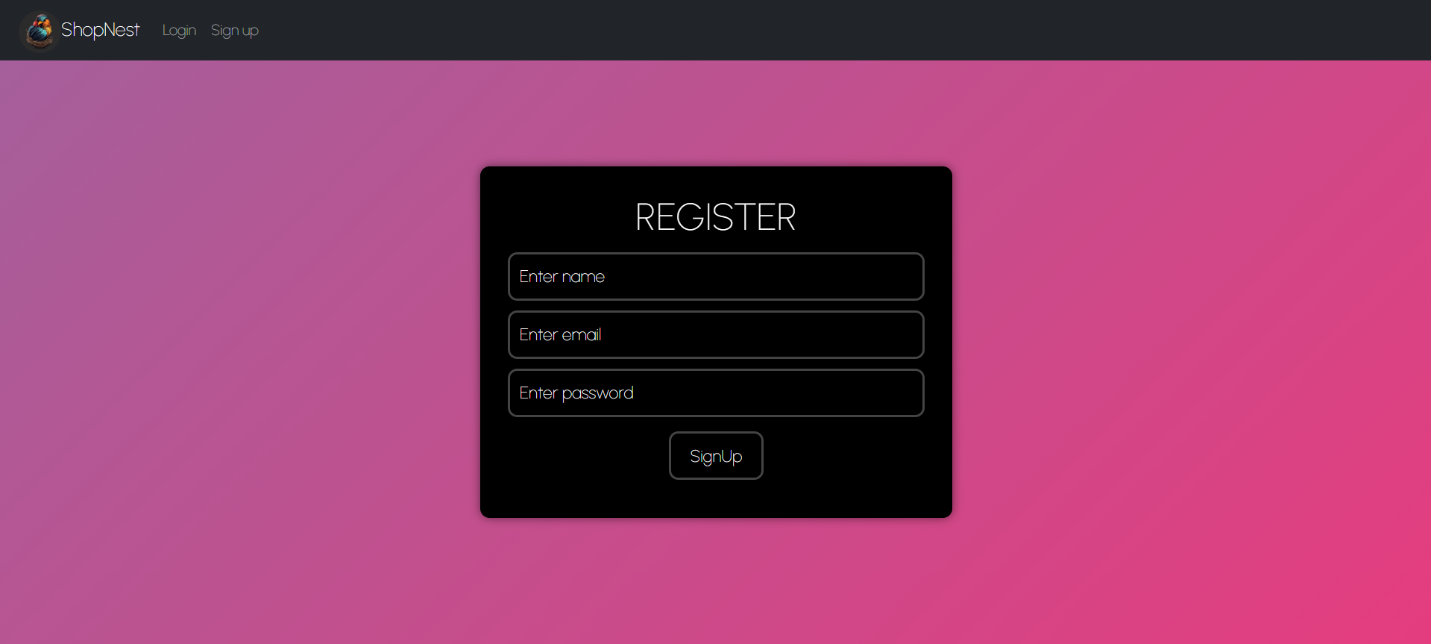 ShopNest Login Sign up
REGISTER
Enter name
Enter email
Enter password
SignUp